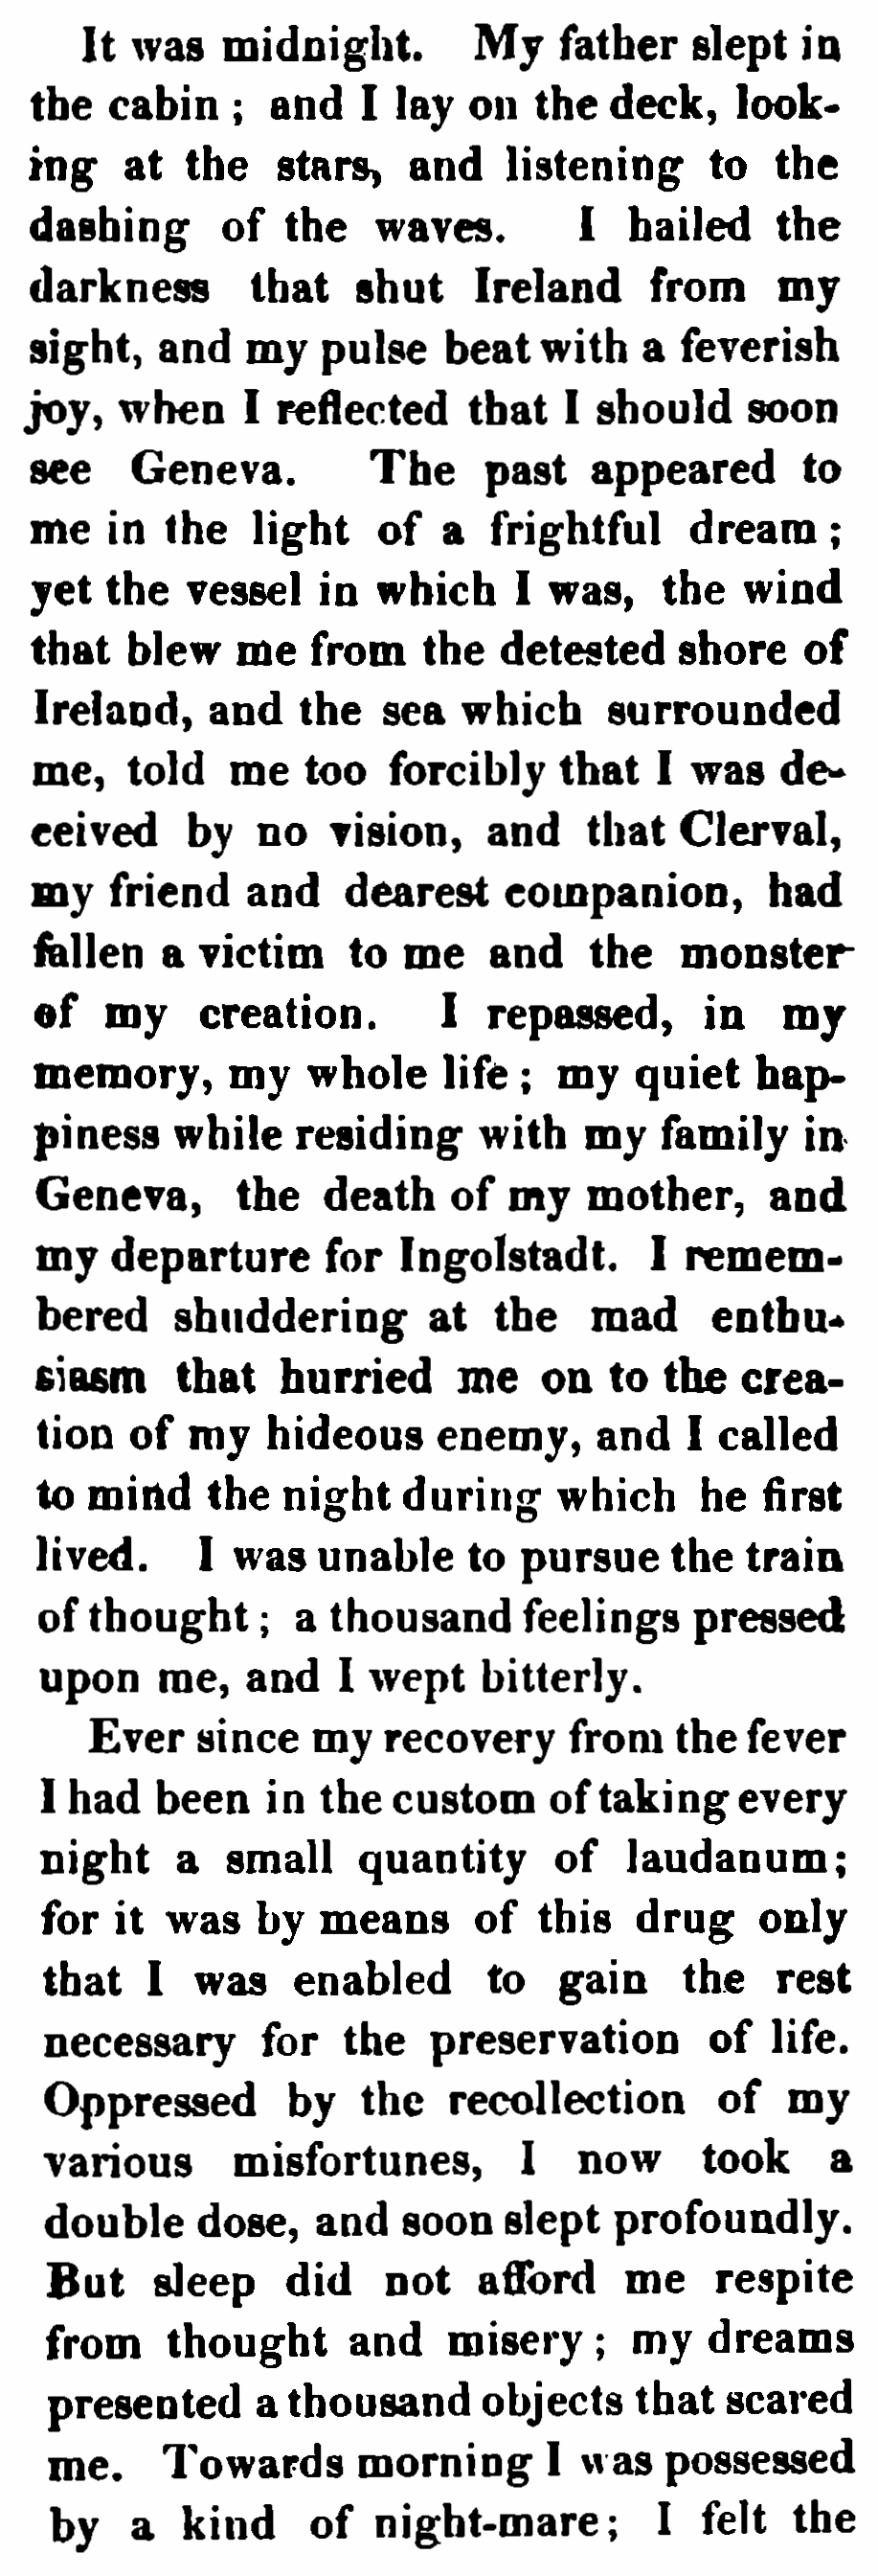 It was midnight. My father slept in
the cabin ; and I lay on the deck, look-
ing at the stars, and listening to the
dashing of the waves. I hailed the
darkness that shut Ireland from my
sight, and my pulse beat with a feverish
joy, when I reflected that I should soon
see Geneva. The past appeared to
me in the light of a frightful dream ;
yet the vessel in which I was, the wind
that blew me from the detested shore of
Ireland, and the sea which surrounded
me, told me too forcibly that I was de-
ceived by no vision, and that Clerval,
my friend and dearest companion, had
fallen a victim to me and the monster
of my creation. I repassed, in my
memory, my whole life ; my quiet hap-
piness while residing with my family in
Geneva, the death of my mother, and
my departure for Ingolstadt. I remem-
bered shuddering at the mad enthu-
siasm that hurried me on to the crea-
tion of my hideous enemy, and I called
to mind the night during which he first
lived. I was unable to pursue the train
of thought ; a thousand feelings pressed
upon me, and I wept bitterly.
Ever since my recovery from the fever
I had been in the custom of taking every
night a small quantity of laudanum;
for it was by means of this drug only
that I was enabled to gain the rest
necessary for the preservation of life.
Oppressed by the recollection of my
various misfortunes, I now took a
double dose, and soon slept profoundly.
But sleep did not afford me respite
from thought and misery ; my dreams
presented a thousand objects that scared
me. Towards morning I was possessed
by a kind of night-mare; I felt the